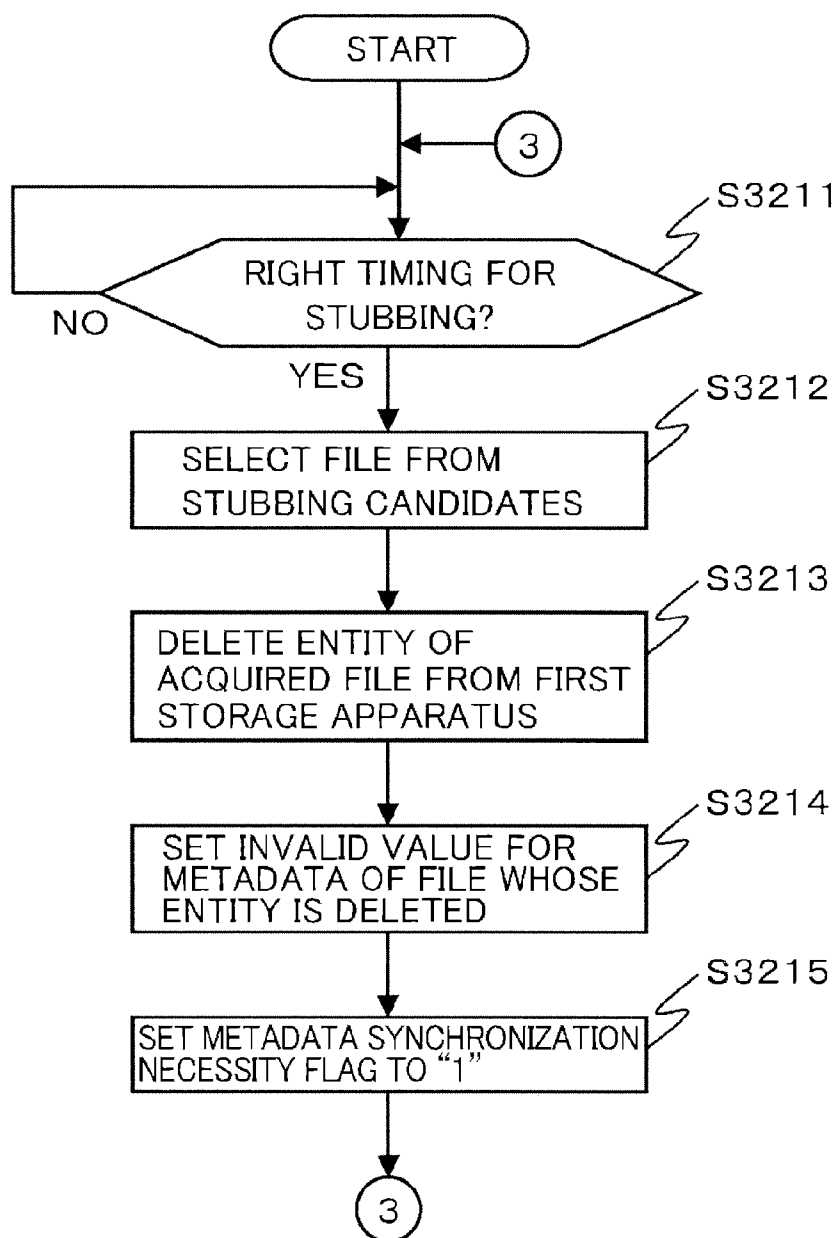 START
3
S3211
RIGHT TIMING FOR
STUBBING?
NO
YES
S3212
SELECT FILE FROM
STUBBING CANDIDATES
S3213
DELETE ENTITY OF
ACQUIRED FILE FROM FIRST
STORAGE APPARATUS
S3214
SET INVALID VALUE FOR
METADATA OF FILE WHOSE
ENTITY IS DELETED
S3215
SET METADATA SYNCHRONIZATION
NECESSITY FLAG TO “1”
3